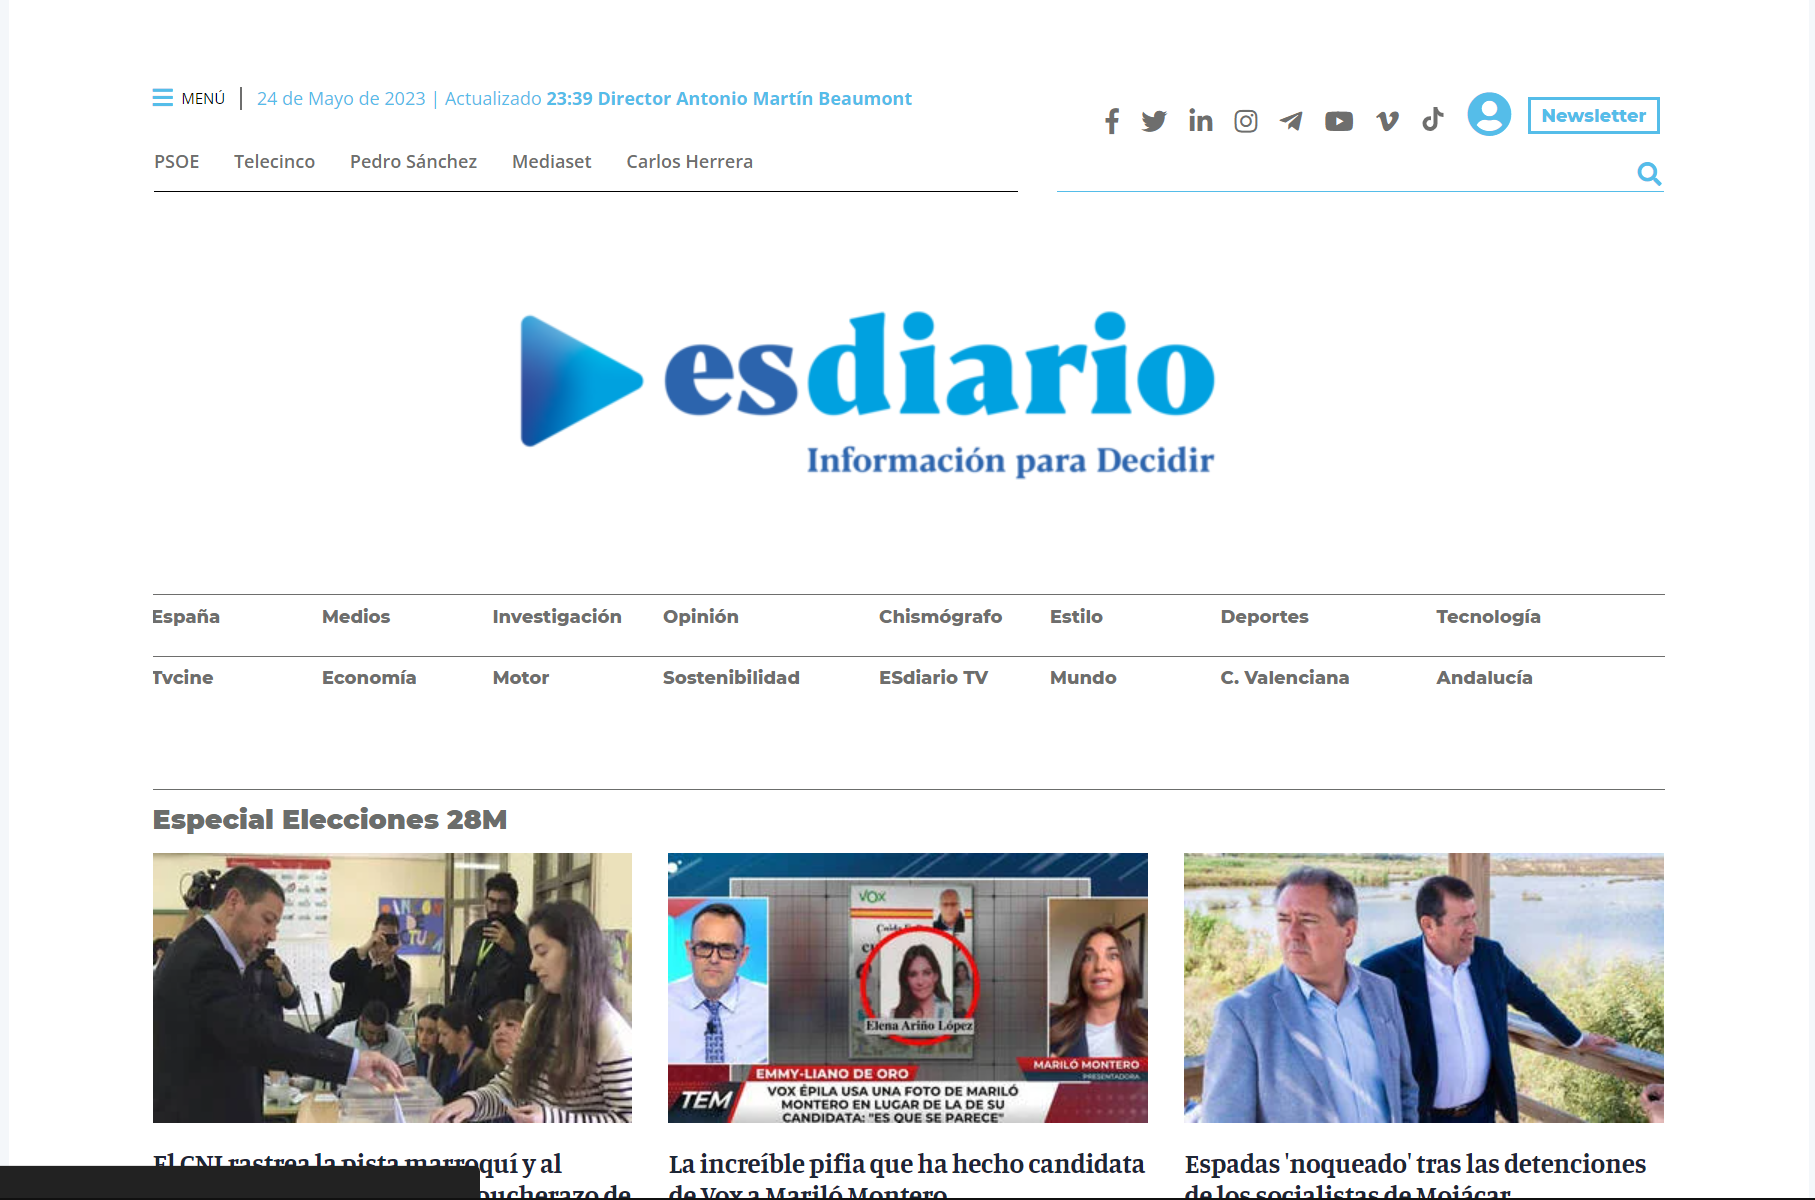 MENÚ | 24 de Mayo de 2023 | Actualizado 23:39 Director Antonio Martín Beaumont
Newsletter
PSOE Telecinco Pedro Sánchez Mediaset Carlos Herrera
esdiario
Información para Decidir
España Medios Investigación Opinión Chismógrafo Estilo Deportes Tecnología
Tvcine Economía Motor Sostenibilidad ESdiario TV Mundo C. Valenciana Andalucía
Especial Elecciones 28M
VOX
Elena Ariño López
MARILÓ MONTERO
PRESENTADORA
EMMY-LIANO DE ORO
TEM
VOX ÉPILA USA UNA FOTO DE MARILÓ
MONTERO EN LUGAR DE LA DE SU
CANDIDATA: "ES QUE SE PARECE"
El CNI rastrea la pista marroquí y al
oucherazo de
La increíble pifia que ha hecho candidata
de Vox a Mariló Montero
Espadas 'noqueado' tras las detenciones
de los socialistas de Mojácar